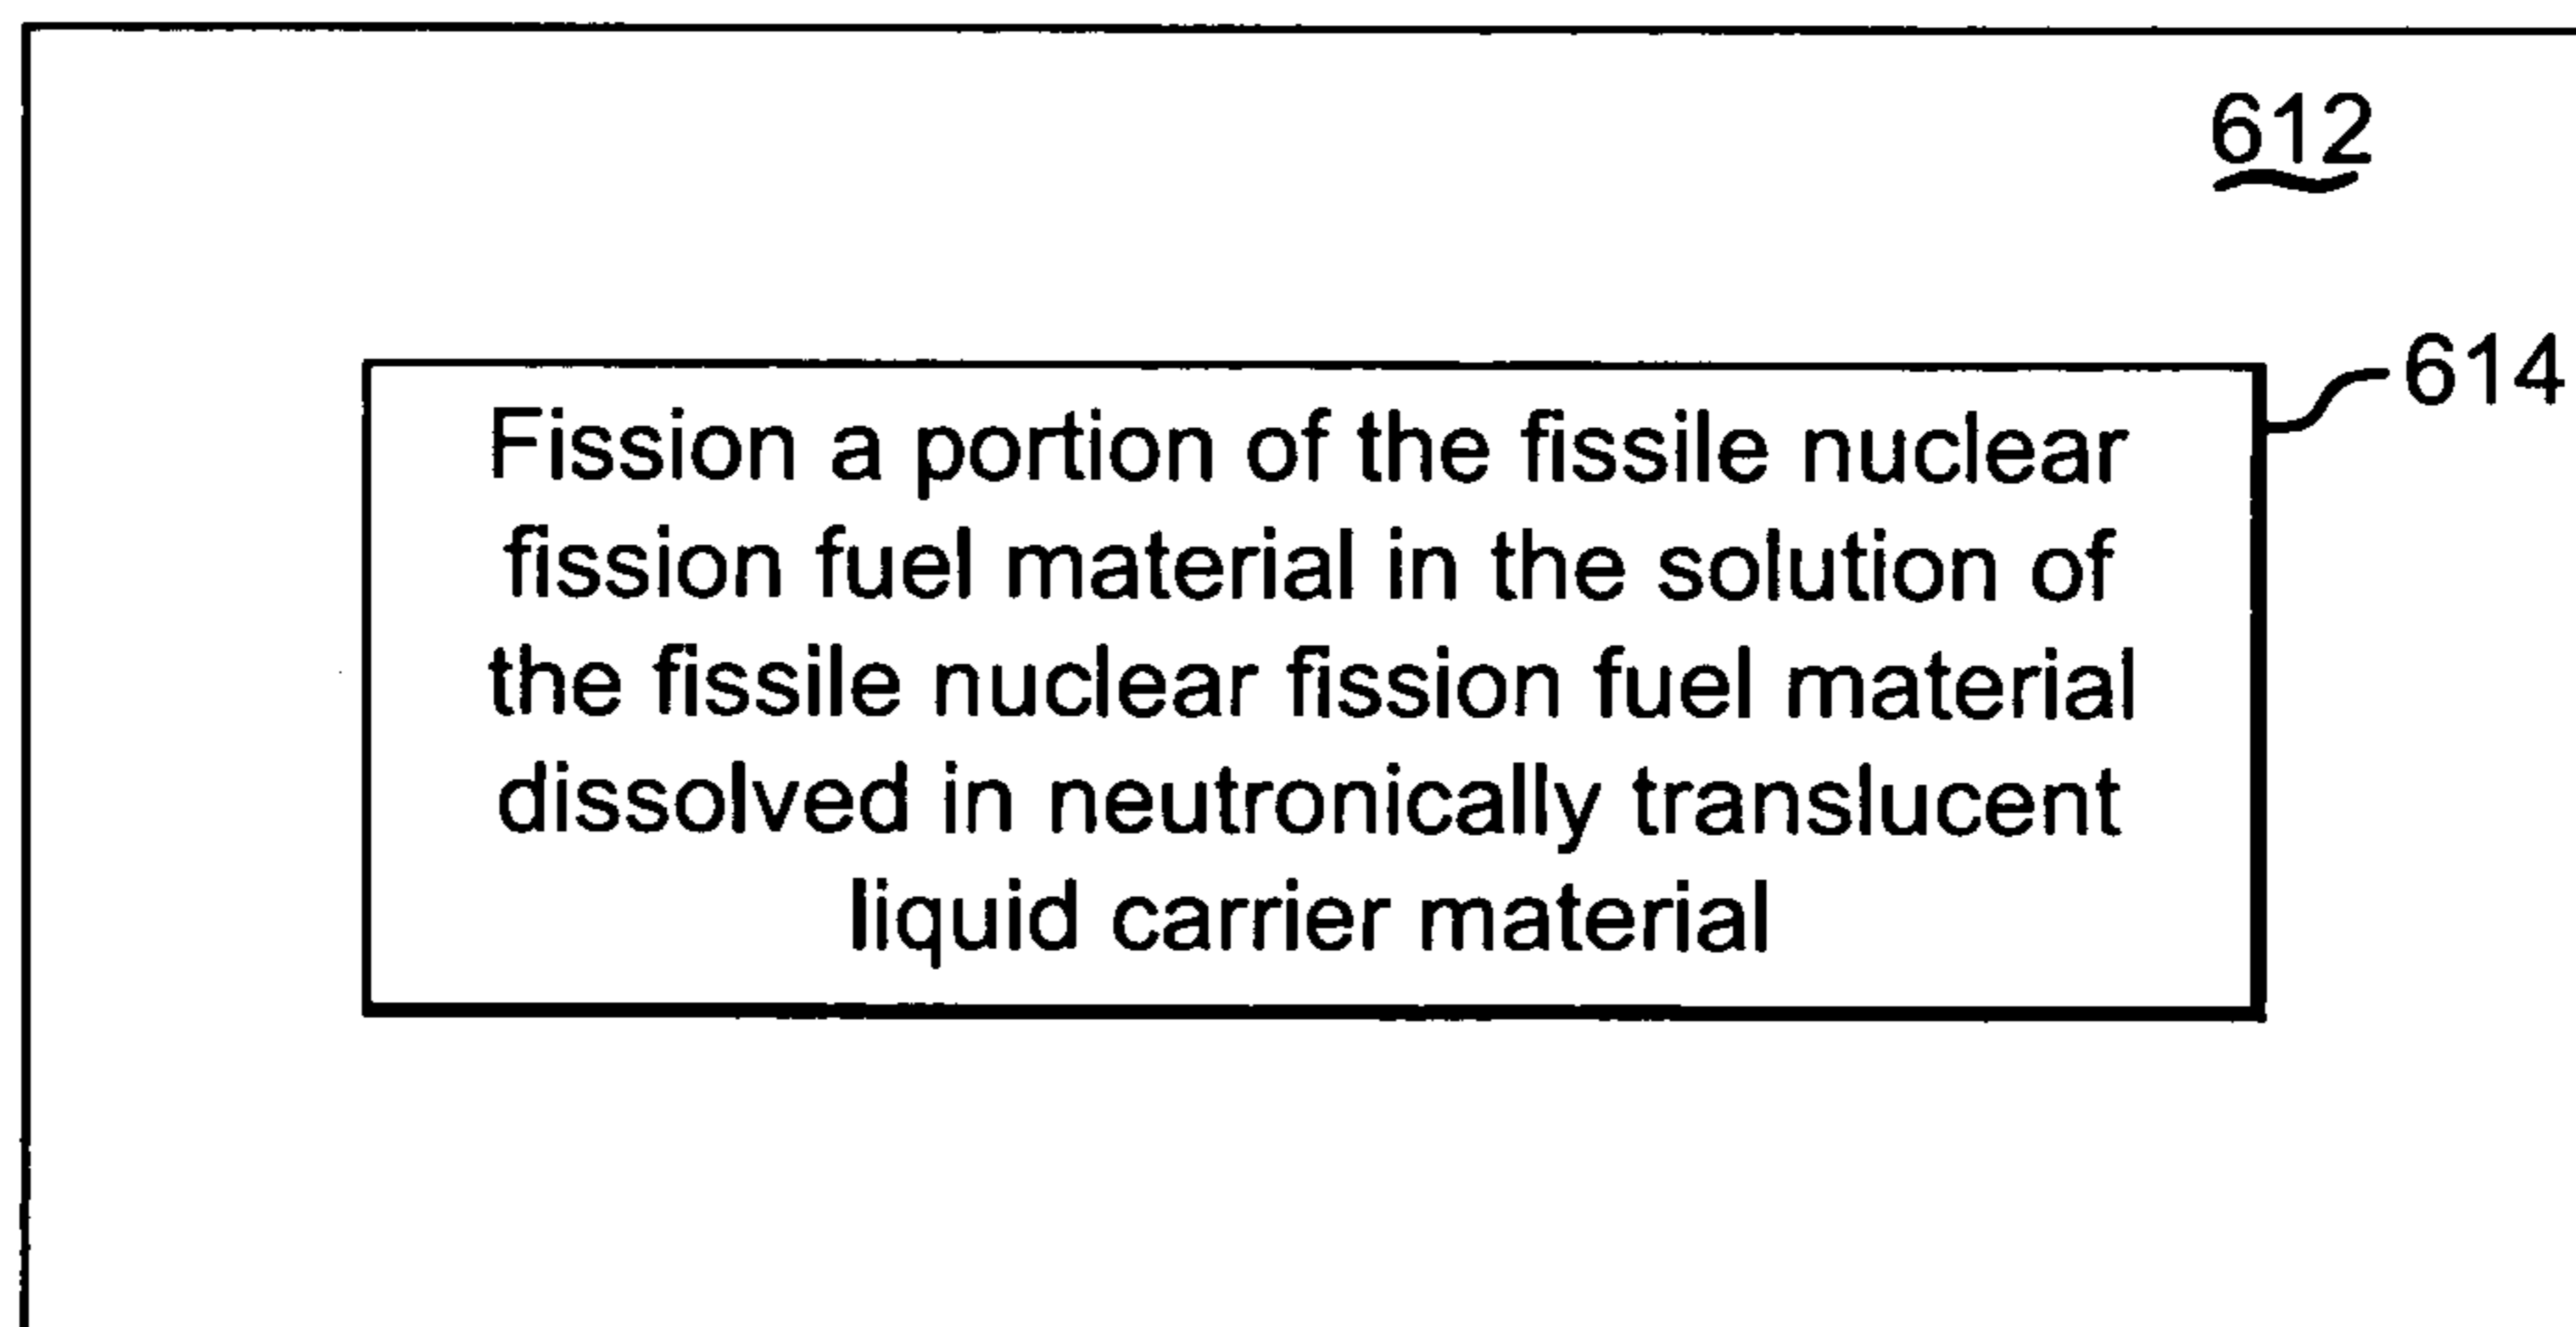 612
614
Fission a portion of the fissile nuclear
fission fuel material in the solution of
the fissile nuclear fission fuel material
dissolved in neutronically translucent
liquid carrier material